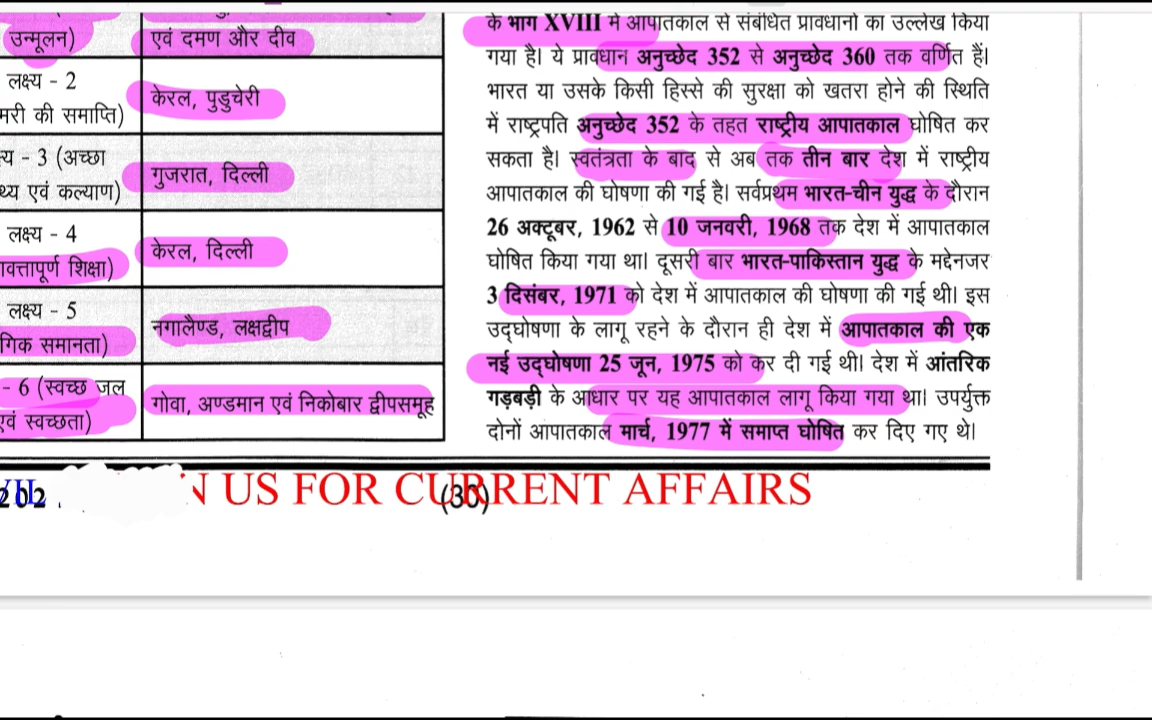 उन्मूलन)
एवं दमण और दीव
लक्ष्य - 2
मरी की समाप्ति)
केरल, पुडुचेरी
य - 3 (अच्छा
थ्य एवं कल्याण)
गुजरात, दिल्ली
लक्ष्य - 4
वत्तापूर्ण शिक्षा)
केरल, दिल्ली
लक्ष्य - 5
गिक समानता)
नगालैण्ड, लक्षद्वीप
- 6 (स्वच्छ जल
एवं स्वच्छता)
गोवा, अण्डमान एवं निकोबार द्वीपसमूह
के भाग XVIII में आपातकाल से संबंधित प्रावधानों का उल्लेख किया
गया है। ये प्रावधान अनुच्छेद 352 से अनुच्छेद 360 तक वर्णित हैं।
भारत या उसके किसी हिस्से की सुरक्षा को खतरा होने की स्थिति
में राष्ट्रपति अनुच्छेद 352 के तहत राष्ट्रीय आपातकाल घोषित कर
सकता है। स्वतंत्रता के बाद से अब तक तीन बार देश में राष्ट्रीय
आपातकाल की घोषणा की गई है। सर्वप्रथम भारत-चीन युद्ध के दौरान
26 अक्टूबर, 1962 से 10 जनवरी, 1968 तक देश में आपातकाल
घोषित किया गया था। दूसरी बार भारत-पाकिस्तान युद्ध के मद्देनजर
3 दिसंबर, 1971 को देश में आपातकाल की घोषणा की गई थी। इस
उद्घोषणा के लागू रहने के दौरान ही देश में आपातकाल की एक
नई उद्घोषणा 25 जून, 1975 को कर दी गई थी। देश में आंतरिक
गड़बड़ी के आधार पर यह आपातकाल लागू किया गया था। उपर्युक्त
दोनों आपातकाल मार्च, 1977 में समाप्त घोषित कर दिए गए थे।
202 N US FOR CURRENT AFFAIRS
(30)